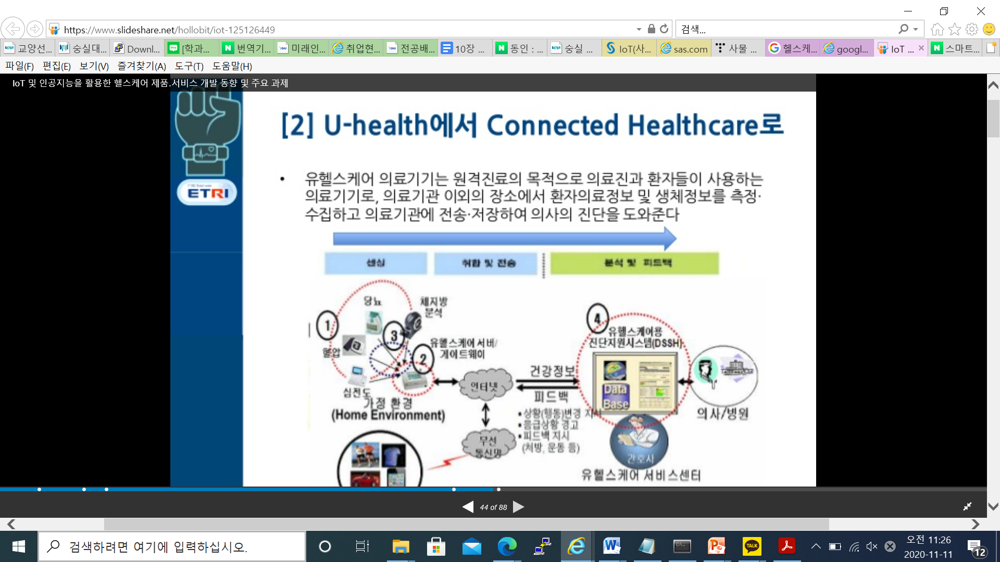 https://www.slideshare.net/hollobit/iot-125126449
검색...
교양선...
숭실대...
Downl...
[학과...
번역기...
미래인...
취업현...
전공배...
10장 ...
동인 : ...
숭실 ...
IoT(사...
sas.com
사물 ...
헬스케...
googl...
IoT ...
스마트...
파일(F) 편집(E) 보기(V) 즐겨찾기(A) 도구(T) 도움말(H)
IoT 및 인공지능을 활용한 헬스케어 제품.서비스 개발 동향 및 주요 과제
[2] U-health에서 Connected Healthcare로
ETRI
• 유헬스케어 의료기기는 원격진료의 목적으로 의료진과 환자들이 사용하는
의료기기로, 의료기관 이외의 장소에서 환자의료정보 및 생체정보를 측정·
수집하고 의료기관에 전송·저장하여 의사의 진단을 도와준다
센싱
취합 및 전송
분석 및 피드백
당뇨
체지방
분석
1
3
2
4
혈압
유헬스케어 서버/
게이트웨이
심전도
가정 환경
(Home Environment)
인터넷
건강정보
피드백
▪상황(행동)변경 지시
▪응급상황 경고
▪피드백 지시
(처방, 운동 등)
무선
통신망
유헬스케어용
진단지원시스템(DSSH)
Data
Base
의사/병원
간호사
유헬스케어 서비스센터
44 of 88
검색하려면 여기에 입력하십시오.
TALK
오전 11:26
2020-11-11
12